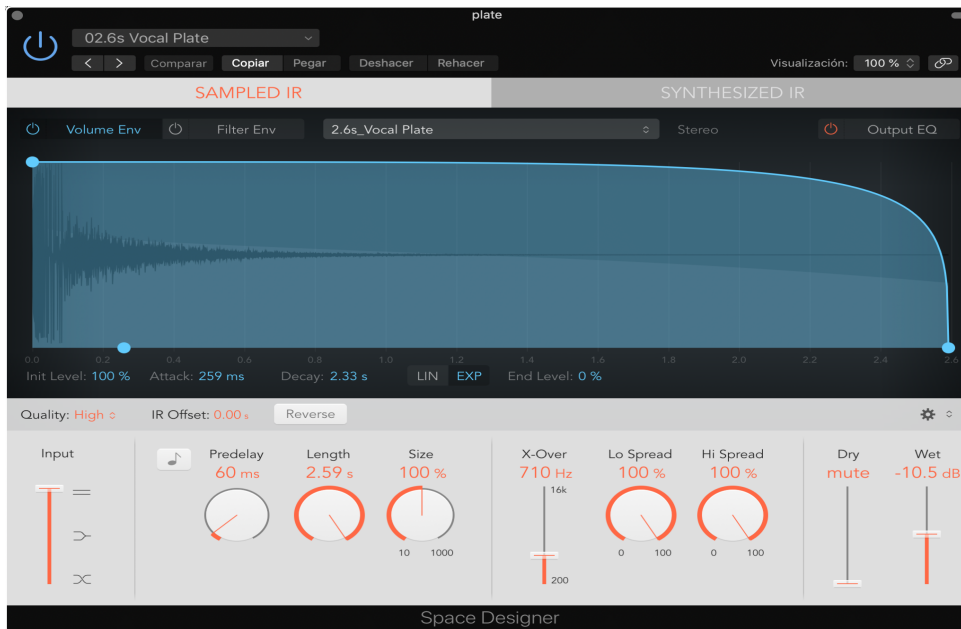 plate
02.6s Vocal Plate
Comparar Copiar Pegar Deshacer Rehacer Visualización: 100 %
SAMPLED IR SYNTHESIZED IR
Volume Env Filter Env 2.6s_Vocal Plate Stereo Output EQ
0.0 0.2 0.4 0.6 0.8 1.0 1.2 1.4 1.6 1.8 2.0 2.2 2.4 2.6
Init Level: 100 % Attack: 259 ms Decay: 2.33 s LIN EXP End Level: 0 %
Quality: High IR Offset: 0.00 s Reverse
Input Predelay Length Size X-Over Lo Spread Hi Spread Dry Wet
60 ms 2.59 s 100 % 710 Hz 100 % 100 % mute -10.5 dB
16k
10 1000 0 100 0 100
200
Space Designer